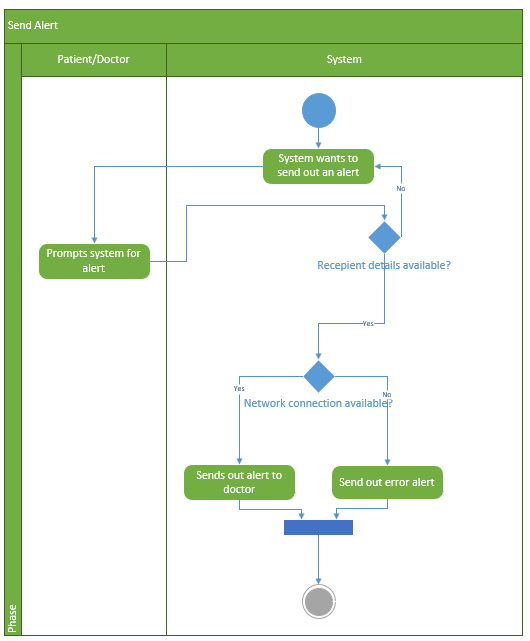 Send Alert
Patient/Doctor
System
System wants to
send out an alert
No
Prompts system for
alert
Recepient details available?
Yes
Yes
No
Network connection available?
Sends out alert to
doctor
Send out error alert
Phase